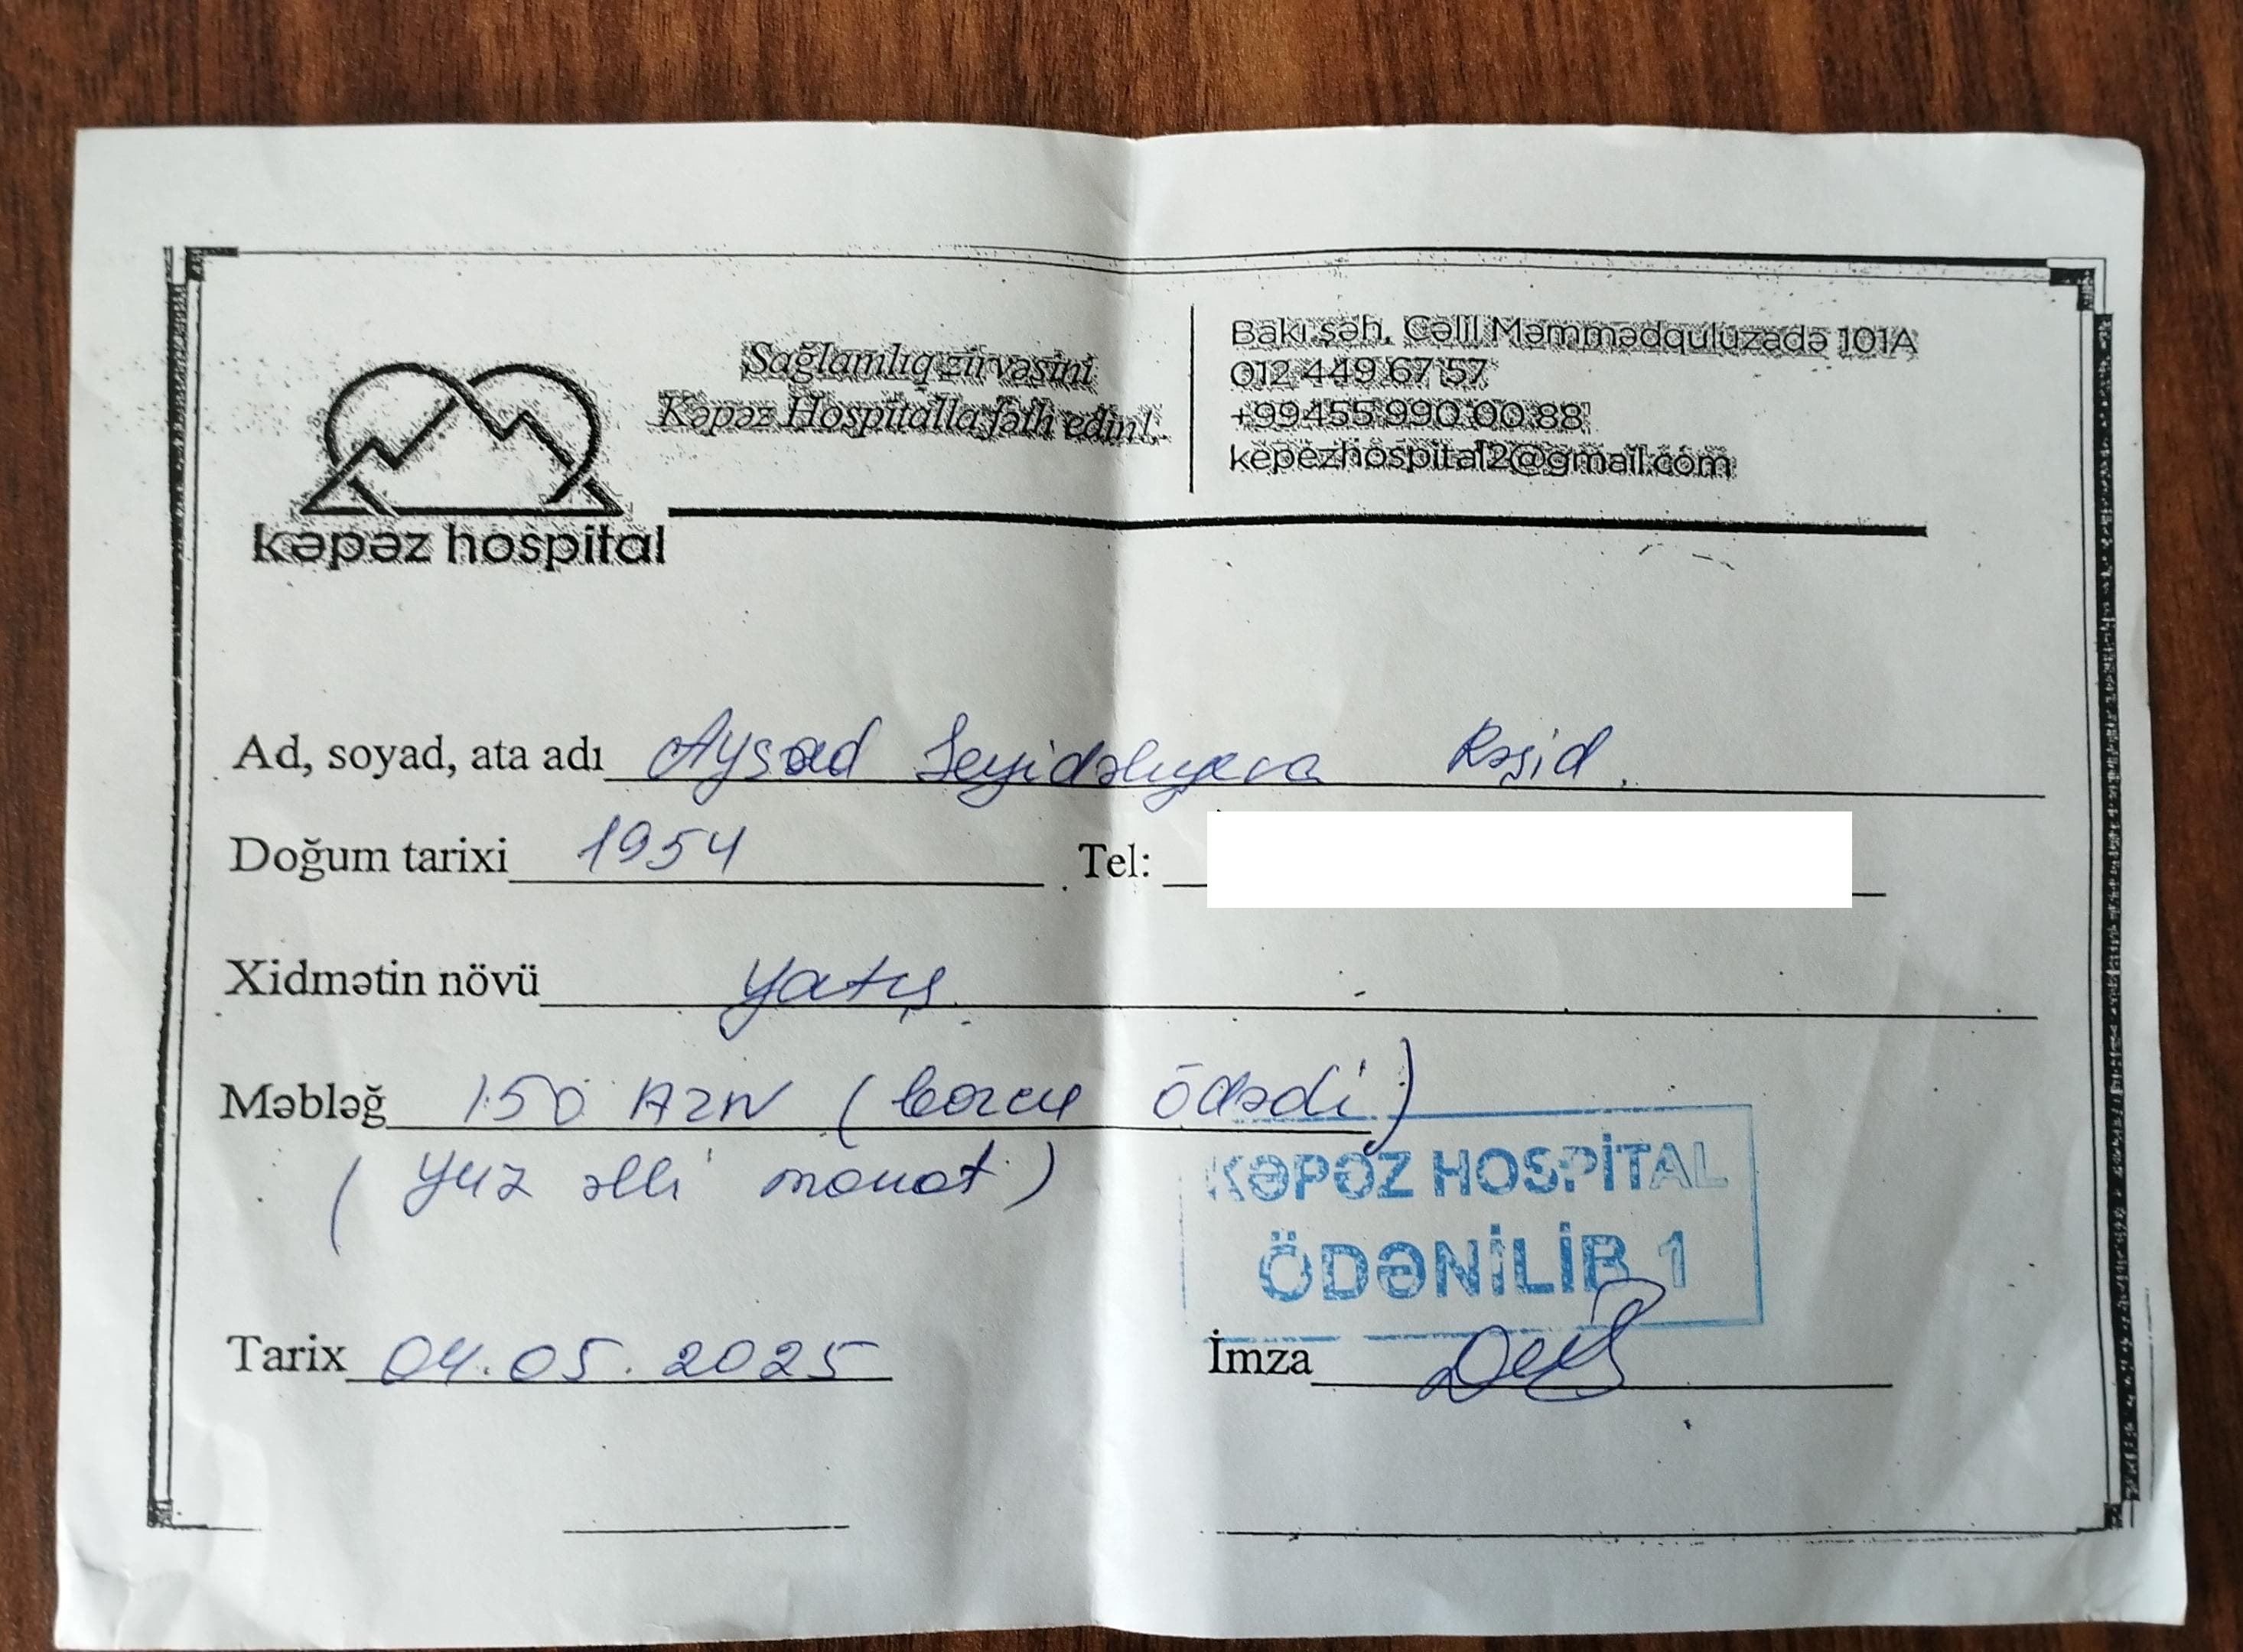 Sağlamlıq zirvəsini
Kəpəz Hospitalla fəth edin!
Bakı şəh. Cəlil Məmmədquluzadə 101A
012 449 67 57
+99455 990 00 88
kepezhospital2@gmail.com
kəpəz hospital
Ad, soyad, ata adı Aysad Seyidəliyeva Rəşid
Doğum tarixi 1954 Tel:
Xidmətin növü yatış
Məbləğ 150 AZN (borcu ödədi)
(yüz əlli manat)
KƏPƏZ HOSPİTAL
ÖDƏNİLİB 1
Tarix 04.05.2025 İmza